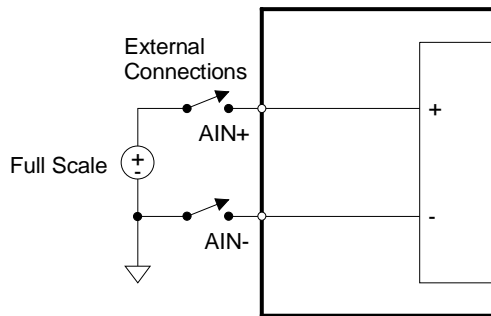 External
Connections
AIN+
+
Full Scale
+
-
-
AIN-